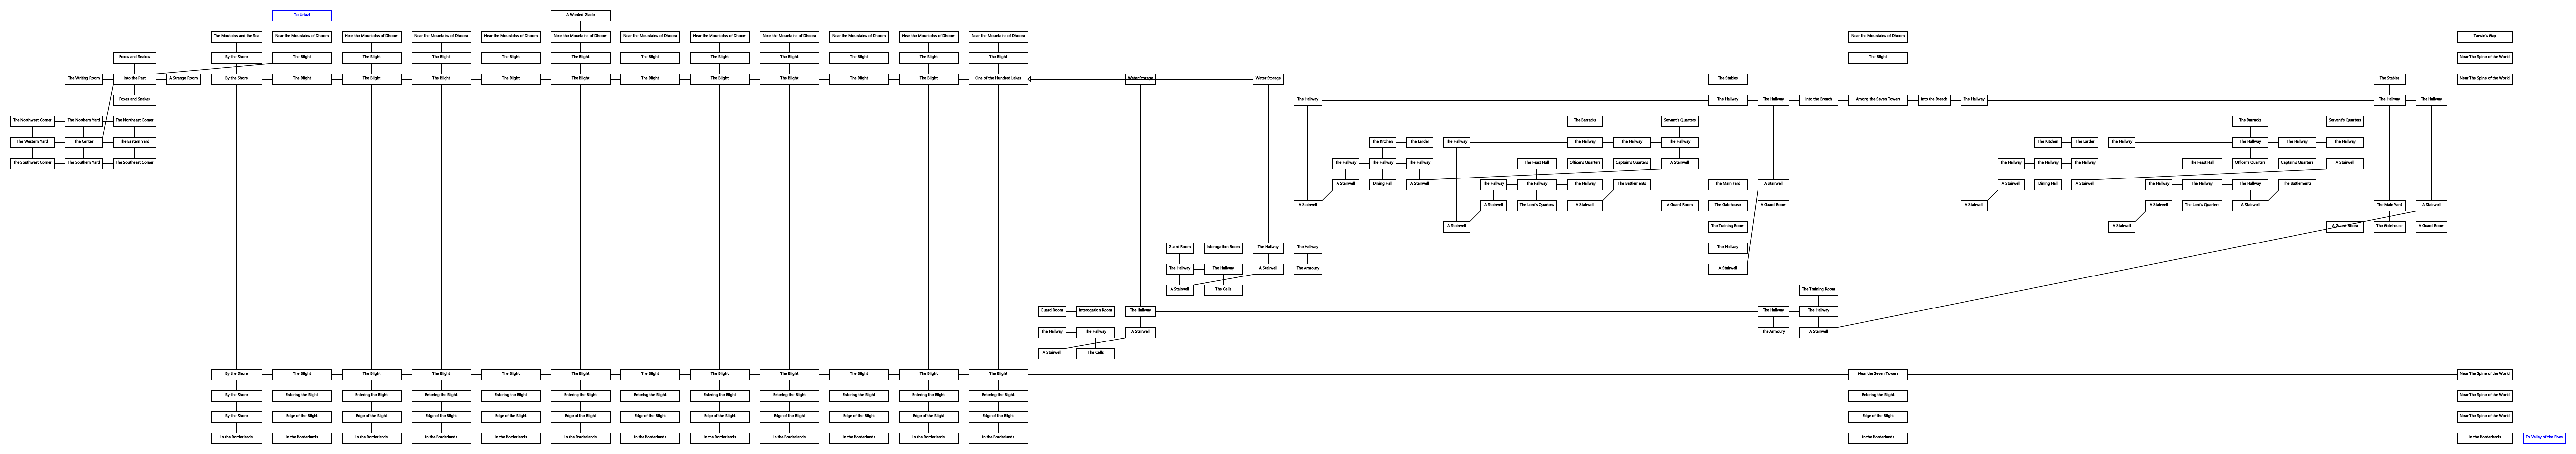 To Urinzi
A Warded Glade
The Moutains and the Sea Near the Mountains of Dhoom Near the Mountains of Dhoom Near the Mountains of Dhoom Near the Mountains of Dhoom Near the Mountains of Dhoom Near the Mountains of Dhoom Near the Mountains of Dhoom Near the Mountains of Dhoom Near the Mountains of Dhoom Near the Mountains of Dhoom Near the Mountains of Dhoom Near the Mountains of Dhoom Tarwin's Gap
Foxes and Snakes By the Shore The Blight The Blight The Blight The Blight The Blight The Blight The Blight The Blight The Blight The Blight The Blight The Blight Near The Spine of the World
The Writing Room Into the Fast A Strange Room By the Shore The Blight The Blight The Blight The Blight The Blight The Blight The Blight The Blight The Blight The Blight One of the Hundred Lakes Water Storage Water Storage The Stables The Stables Near The Spine of the World
Foxes and Snakes The Hallway The Hallway The Hallway Into the Breach Among the Seven Towers Into the Breach The Hallway The Hallway The Hallway
The Northwest Corner The Northern Yard The Northeast Corner The Barracks Servent's Quarters The Barracks Servent's Quarters
The Western Yard The Center The Eastern Yard The Kitchen The Larder The Hallway The Hallway The Hallway The Hallway The Kitchen The Larder The Hallway The Hallway The Hallway The Hallway
The Southwest Corner The Southern Yard The Southeast Corner The Hallway The Hallway The Hallway The Feast Hall Officer's Quarters Captain's Quarters A Stairwell The Hallway The Hallway The Hallway The Feast Hall Officer's Quarters Captain's Quarters A Stairwell
A Stairwell Dining Hall A Stairwell The Hallway The Hallway The Hallway The Battlements The Main Yard A Stairwell A Stairwell Dining Hall A Stairwell The Hallway The Hallway The Hallway The Battlements
A Stairwell A Stairwell The Lord's Quarters A Stairwell A Guard Room The Gatehouse A Guard Room A Stairwell A Stairwell The Lord's Quarters A Stairwell The Main Yard A Stairwell
A Stairwell The Training Room A Stairwell A Guard Room The Gatehouse A Guard Room
Guard Room Interogation Room The Hallway The Hallway The Hallway
The Hallway The Hallway A Stairwell The Armoury A Stairwell
A Stairwell The Cells The Training Room
Guard Room Interogation Room The Hallway The Hallway The Hallway
The Hallway The Hallway A Stairwell The Armoury A Stairwell
A Stairwell The Cells
By the Shore The Blight The Blight The Blight The Blight The Blight The Blight The Blight The Blight The Blight The Blight The Blight Near the Seven Towers Near The Spine of the World
By the Shore Entering the Blight Entering the Blight Entering the Blight Entering the Blight Entering the Blight Entering the Blight Entering the Blight Entering the Blight Entering the Blight Entering the Blight Entering the Blight Entering the Blight Near The Spine of the World
By the Shore Edge of the Blight Edge of the Blight Edge of the Blight Edge of the Blight Edge of the Blight Edge of the Blight Edge of the Blight Edge of the Blight Edge of the Blight Edge of the Blight Edge of the Blight Edge of the Blight Near The Spine of the World
In the Borderlands In the Borderlands In the Borderlands In the Borderlands In the Borderlands In the Borderlands In the Borderlands In the Borderlands In the Borderlands In the Borderlands In the Borderlands In the Borderlands In the Borderlands In the Borderlands To Valley of the Elves